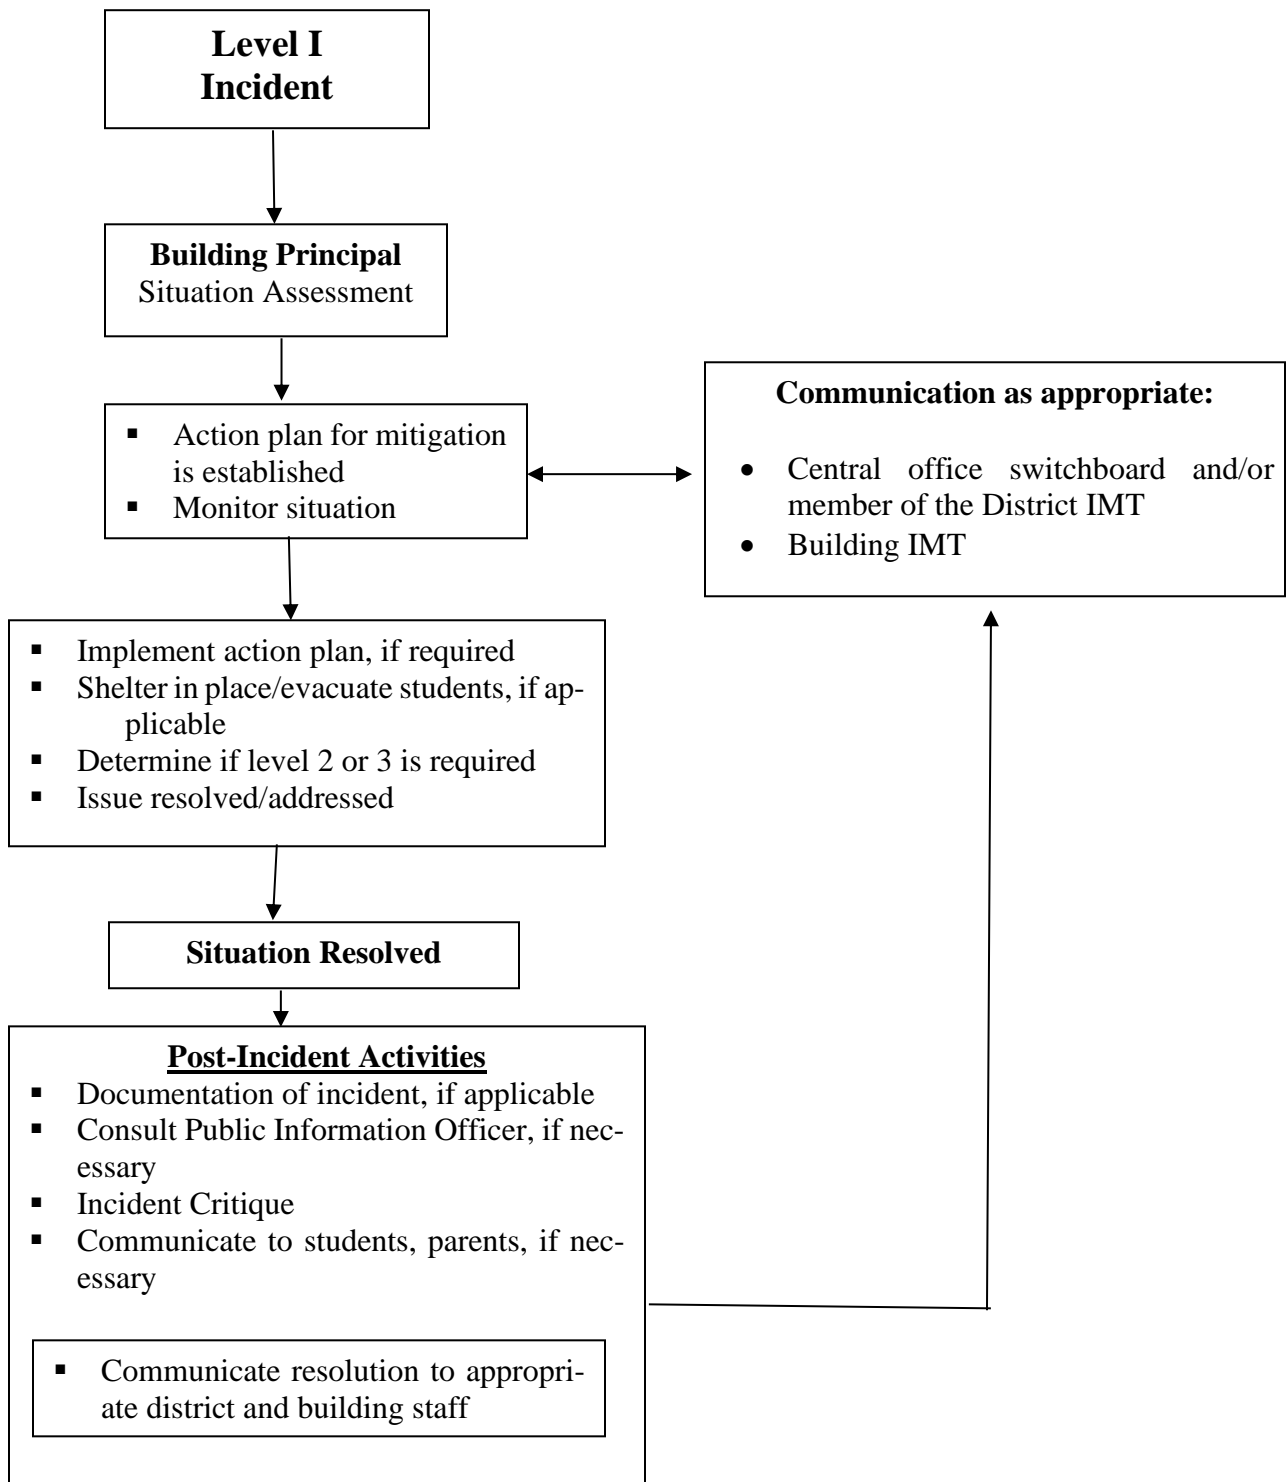 Level I
Incident
Building Principal
Situation Assessment
▪ Action plan for mitigation
is established
▪ Monitor situation
Communication as appropriate:
• Central office switchboard and/or
member of the District IMT
• Building IMT
▪ Implement action plan, if required
▪ Shelter in place/evacuate students, if ap-
plicable
▪ Determine if level 2 or 3 is required
▪ Issue resolved/addressed
Situation Resolved
Post-Incident Activities
▪ Documentation of incident, if applicable
▪ Consult Public Information Officer, if nec-
essary
▪ Incident Critique
▪ Communicate to students, parents, if nec-
essary
▪ Communicate resolution to appropri-
ate district and building staff